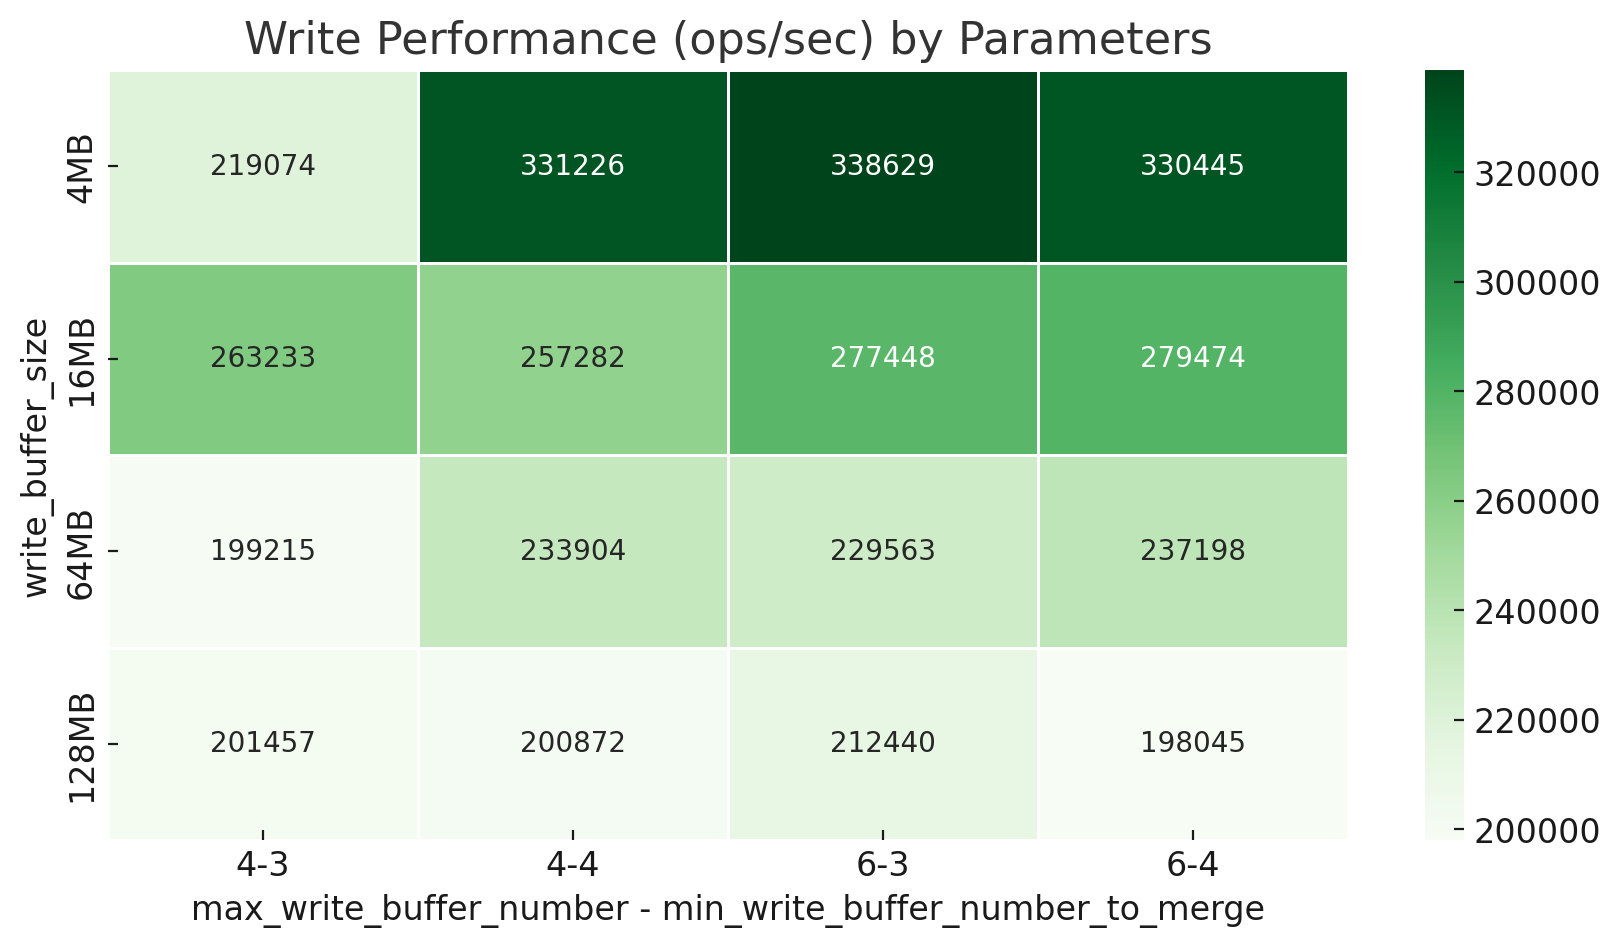 Write Performance (ops/sec) by Parameters
write_buffer_size
4MB
219074 331226 338629 330445
16MB
263233 257282 277448 279474
64MB
199215 233904 229563 237198
128MB
201457 200872 212440 198045
4-3 4-4 6-3 6-4
max_write_buffer_number - min_write_buffer_number_to_merge
320000
300000
280000
260000
240000
220000
200000